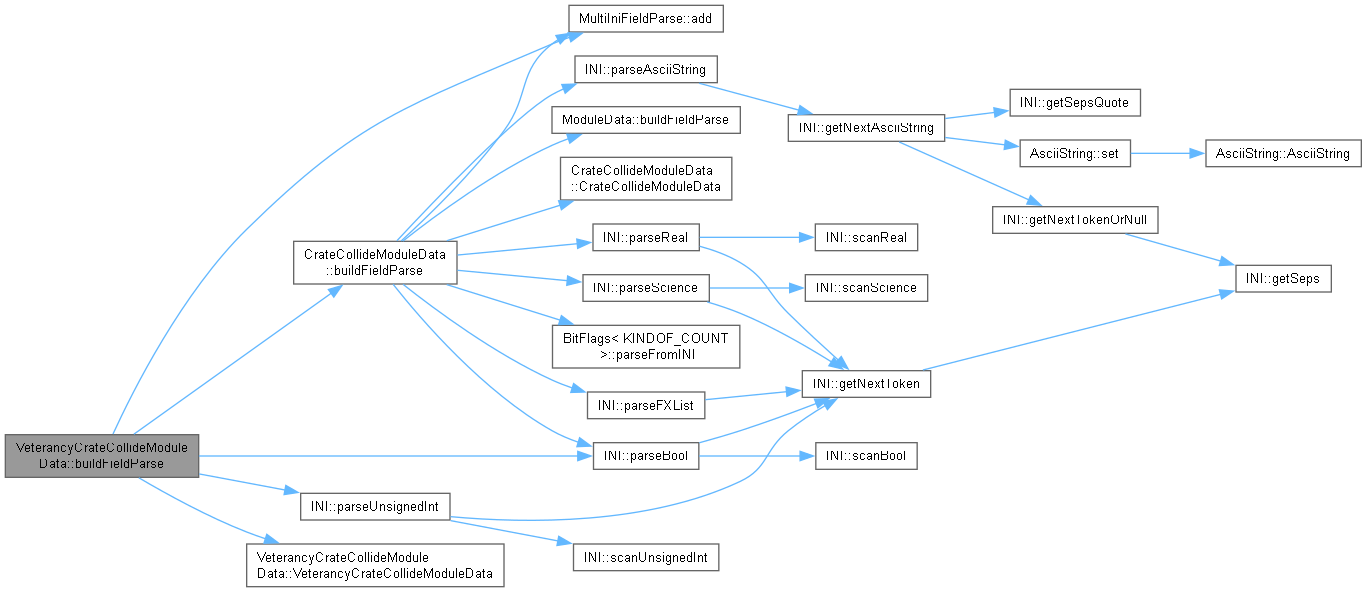 MultiIniFieldParse::add
INI::parseAsciiString
INI::getSepsQuote
ModuleData::buildFieldParse
INI::getNextAsciiString
AsciiString::set
AsciiString::AsciiString
CrateCollideModuleData
::CrateCollideModuleData
INI::getNextTokenOrNull
INI::parseReal
INI::scanReal
CrateCollideModuleData
::buildFieldParse
INI::getSeps
INI::parseScience
INI::scanScience
BitFlags< KINDOF_COUNT
>::parseFromINI
INI::getNextToken
INI::parseFXList
VeterancyCrateCollideModule
Data::buildFieldParse
INI::parseBool
INI::scanBool
INI::parseUnsignedInt
INI::scanUnsignedInt
VeterancyCrateCollideModule
Data::VeterancyCrateCollideModuleData